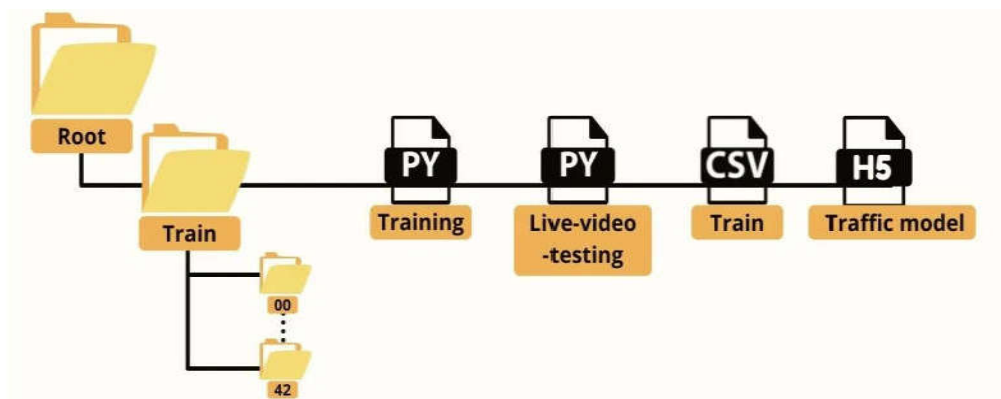 Root
Train
PY
Training
PY
Live-video
-testing
CSV
Train
H5
Traffic model
00
42